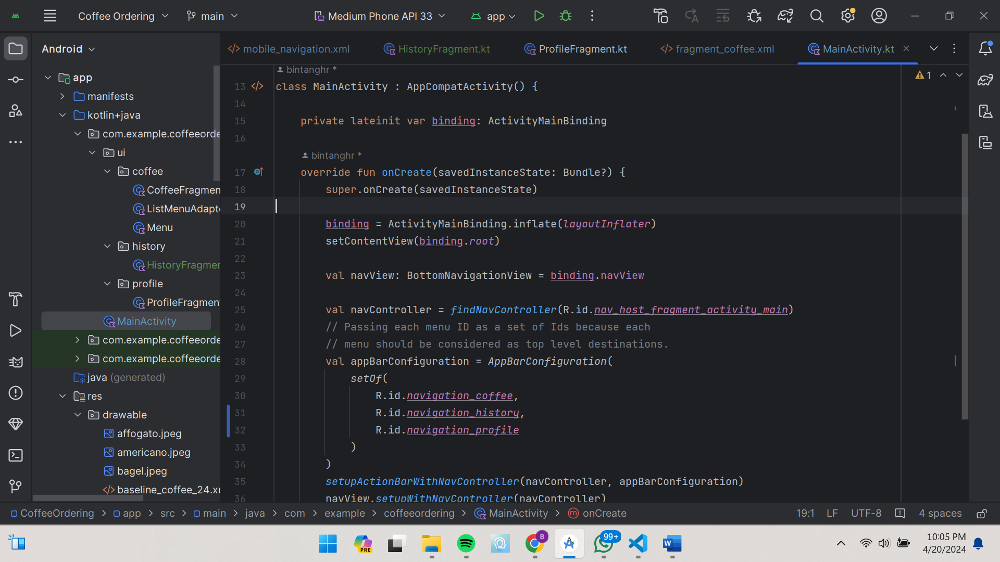 Coffee Ordering main Medium Phone API 33 app
Android
app
manifests
kotlin+java
com.example.coffeeorde
ui
coffee
CoffeeFragmen
ListMenuAdapte
Menu
history
HistoryFragmer
profile
ProfileFragment
MainActivity
com.example.coffeeorde
com.example.coffeeorde
java (generated)
res
drawable
affogato.jpeg
americano.jpeg
bagel.jpeg
baseline_coffee_24.xr
mobile_navigation.xml HistoryFragment.kt ProfileFragment.kt fragment_coffee.xml MainActivity.kt
1
bintanghr *
13 class MainActivity : AppCompatActivity() {
14
15 private lateinit var binding: ActivityMainBinding
16
bintanghr *
17 override fun onCreate(savedInstanceState: Bundle?) {
18 super.onCreate(savedInstanceState)
19
20 binding = ActivityMainBinding.inflate(layoutInflater)
21 setContentView(binding.root)
22
23 val navView: BottomNavigationView = binding.navView
24
25 val navController = findNavController(R.id.nav_host_fragment_activity_main)
26 // Passing each menu ID as a set of Ids because each
27 // menu should be considered as top level destinations.
28 val appBarConfiguration = AppBarConfiguration(
29 setOf(
30 R.id.navigation_coffee,
31 R.id.navigation_history,
32 R.id.navigation_profile
33 )
34 )
35 setupActionBarWithNavController(navController, appBarConfiguration)
36 navView.setupWithNavController(navController)
CoffeeOrdering > app > src > main > java > com > example > coffeeordering > MainActivity > onCreate 19:1 LF UTF-8 4 spaces
PRE
B
99+
W
10:05 PM
4/20/2024